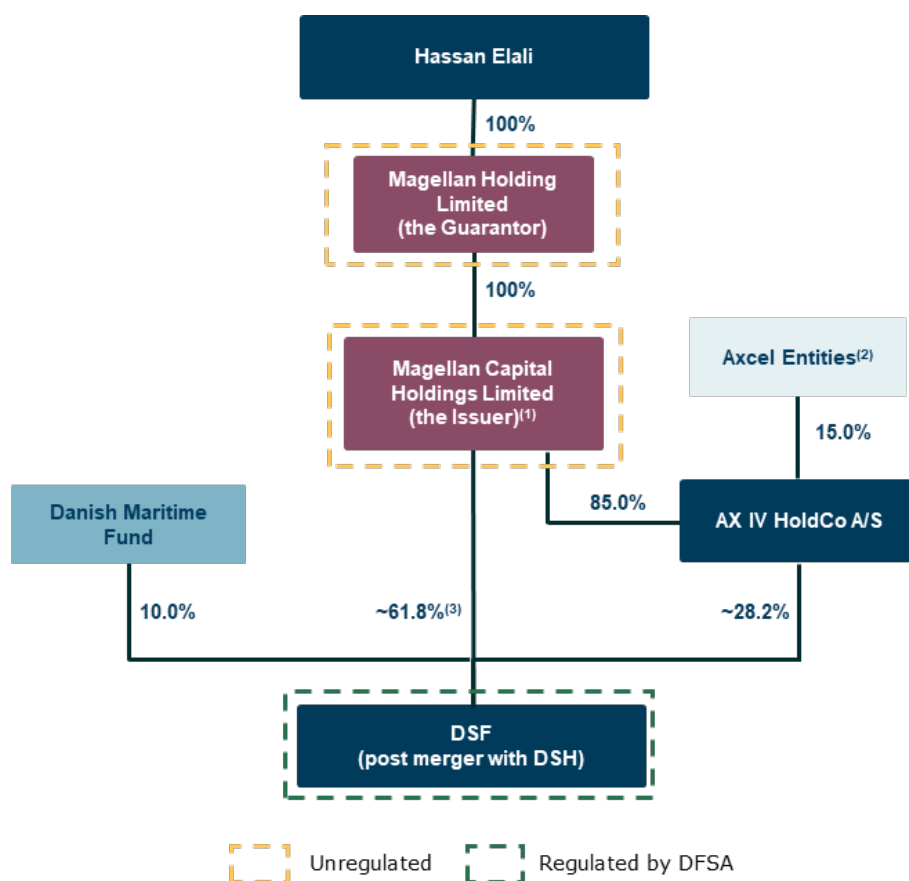 Hassan Elali
100%
Magellan Holding
Limited
(the Guarantor)
100%
Magellan Capital
Holdings Limited
(the Issuer)(1)
Axcel Entities(2)
15.0%
85.0%
AX IV HoldCo A/S
Danish Maritime
Fund
10.0%
~61.8%(3)
~28.2%
DSF
(post merger with DSH)
Unregulated
Regulated by DFSA